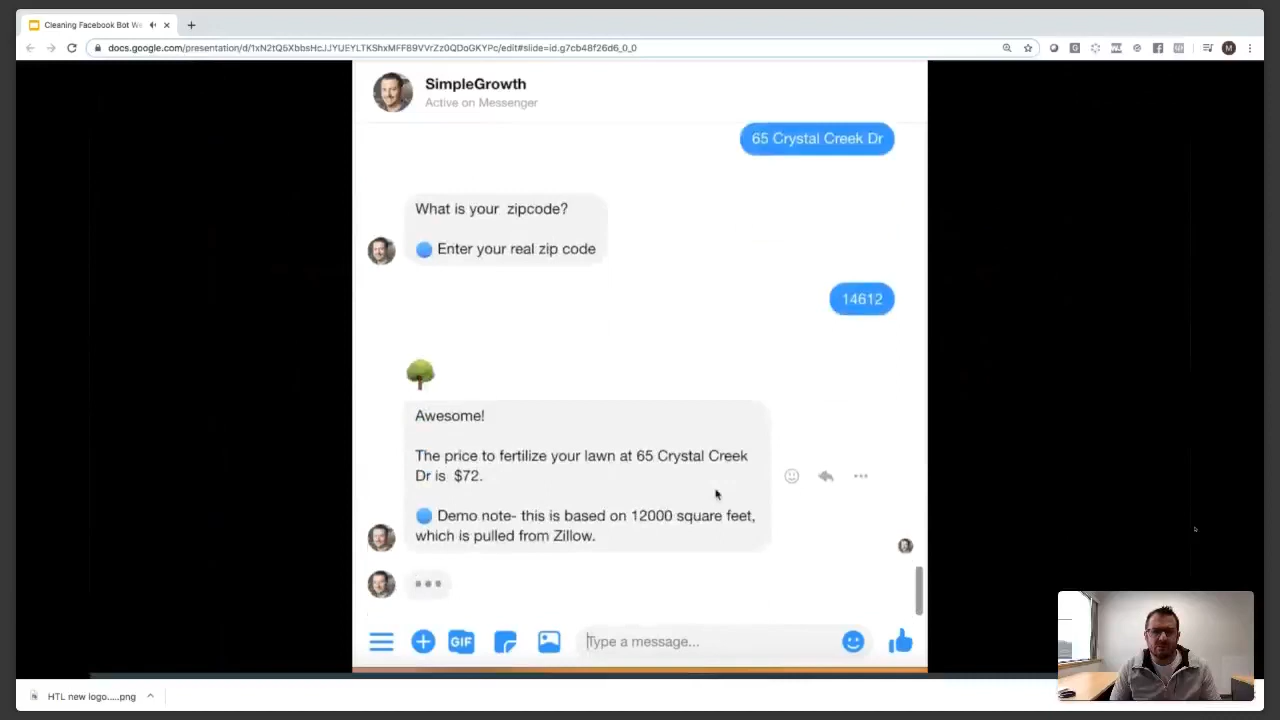 Cleaning Facebook Bot We
docs.google.com/presentation/d/1xN2tQ5XbbsHcJJYUEYLTKShxMFF89VVrZz0QDoGKYPc/edit#slide=id.g7cb48f26d6_0_0
SimpleGrowth
Active on Messenger
65 Crystal Creek Dr
What is your zipcode?
Enter your real zip code
14612
Awesome!
The price to fertilize your lawn at 65 Crystal Creek
Dr is $72.
Demo note- this is based on 12000 square feet,
which is pulled from Zillow.
GIF
Type a message...
HTL new logo.....png